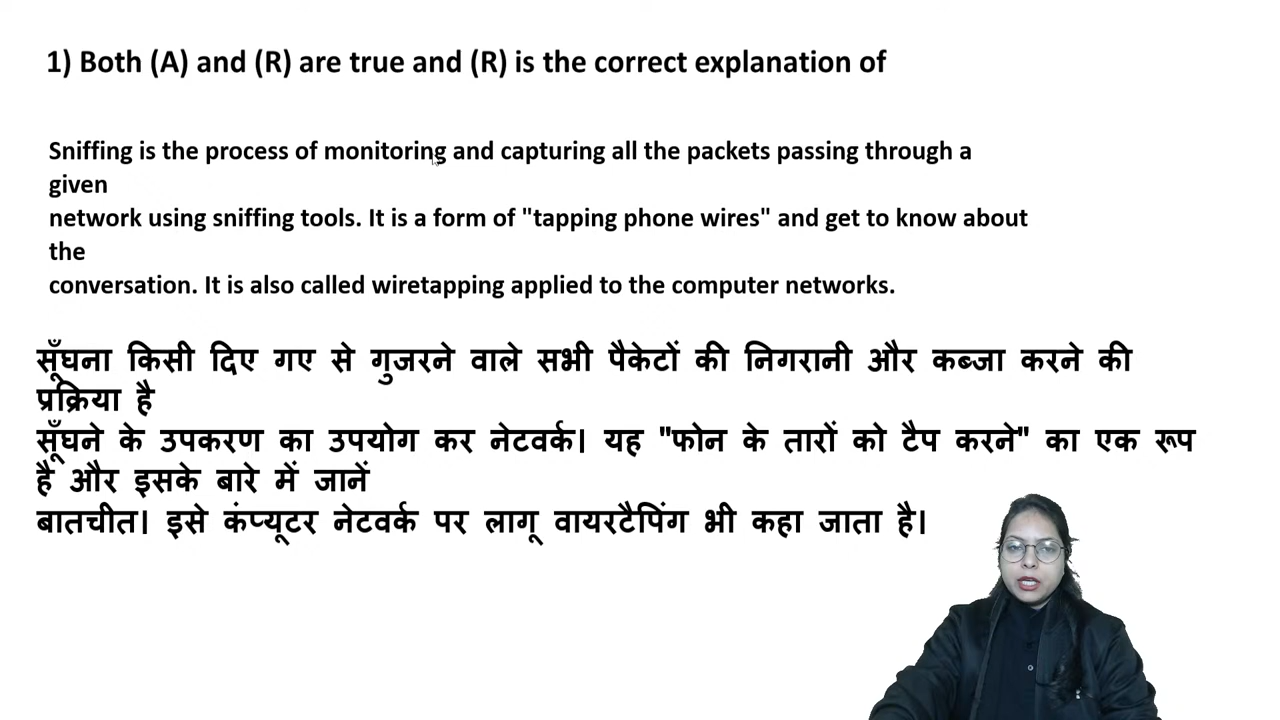 1) Both (A) and (R) are true and (R) is the correct explanation of
Sniffing is the process of monitoring and capturing all the packets passing through a
given
network using sniffing tools. It is a form of "tapping phone wires" and get to know about
the
conversation. It is also called wiretapping applied to the computer networks.
सूँघना किसी दिए गए से गुजरने वाले सभी पैकेटों की निगरानी और कब्जा करने की
प्रक्रिया है
सूँघने के उपकरण का उपयोग कर नेटवर्क। यह "फोन के तारों को टैप करने" का एक रूप
है और इसके बारे में जानें
बातचीत। इसे कंप्यूटर नेटवर्क पर लागू वायरटैपिंग भी कहा जाता है।